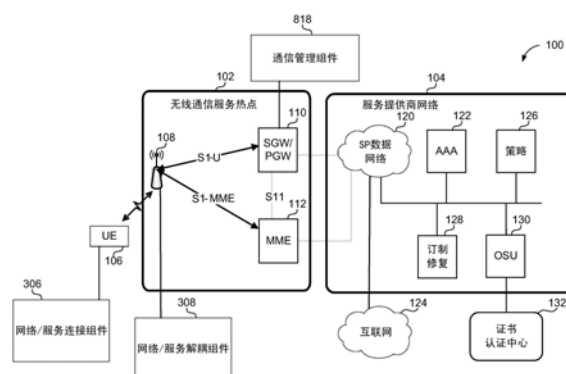 818
通信管理组件
100
102
无线通信服务热点
104
服务提供商网络
108
110
SGW/
PGW
S1-U
120
SP数据
网络
122
AAA
126
策略
S1-MME
S11
112
MME
UE
106
128
订制
修复
130
OSU
306
网络/服务连接组件
308
网络/服务解耦组件
124
互联网
132
证书
认证中心